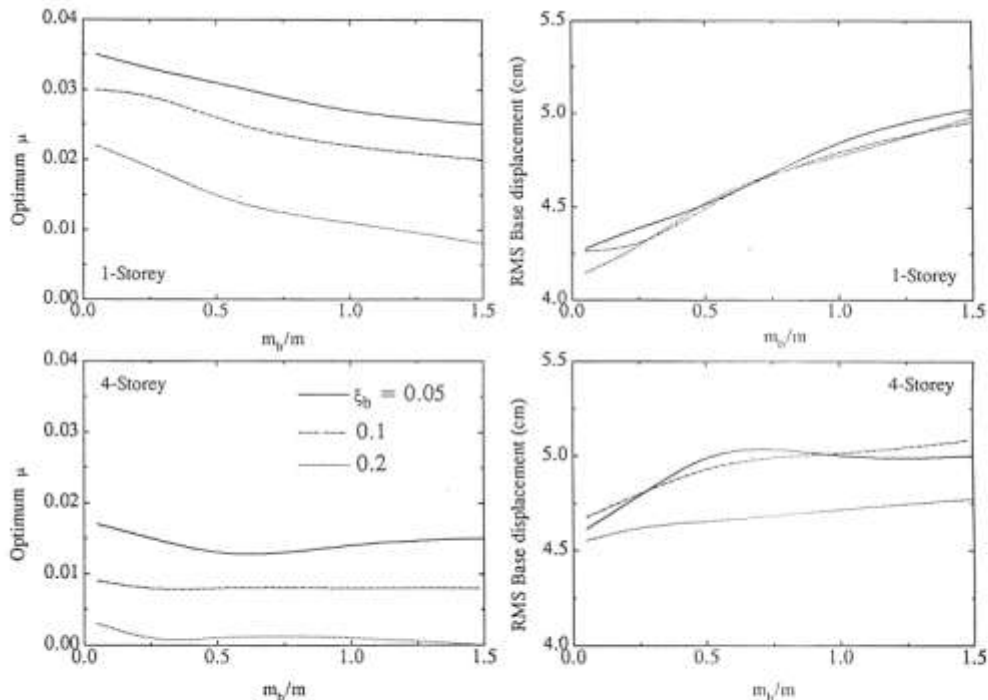 0.04
0.03
0.02
0.01
0.00
Optimum μ
1-Storey
0.0 0.5 1.0 1.5
m_b/m
5.5
5.0
4.5
4.0
RMS Base displacement (cm)
1-Storey
0.0 0.5 1.0 1.5
m_b/m
0.04
0.03
0.02
0.01
0.00
Optimum μ
4-Storey
ξ_b = 0.05
0.1
0.2
0.0 0.5 1.0 1.5
m_b/m
5.5
5.0
4.5
4.0
RMS Base displacement (cm)
4-Storey
0.0 0.5 1.0 1.5
m_b/m